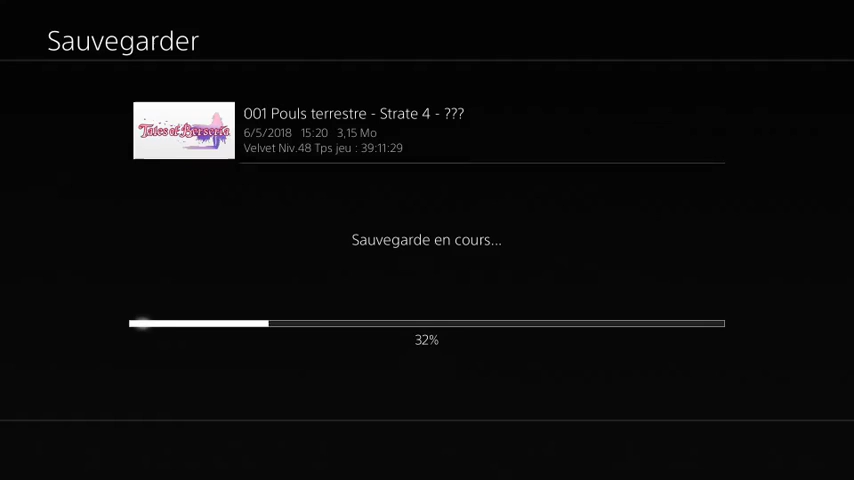 Sauvegarder
Tales of Berseria
001 Pouls terrestre - Strate 4 - ???
6/5/2018 15:20 3,15 Mo
Velvet Niv.48 Tps jeu : 39:11:29
Sauvegarde en cours...
32%